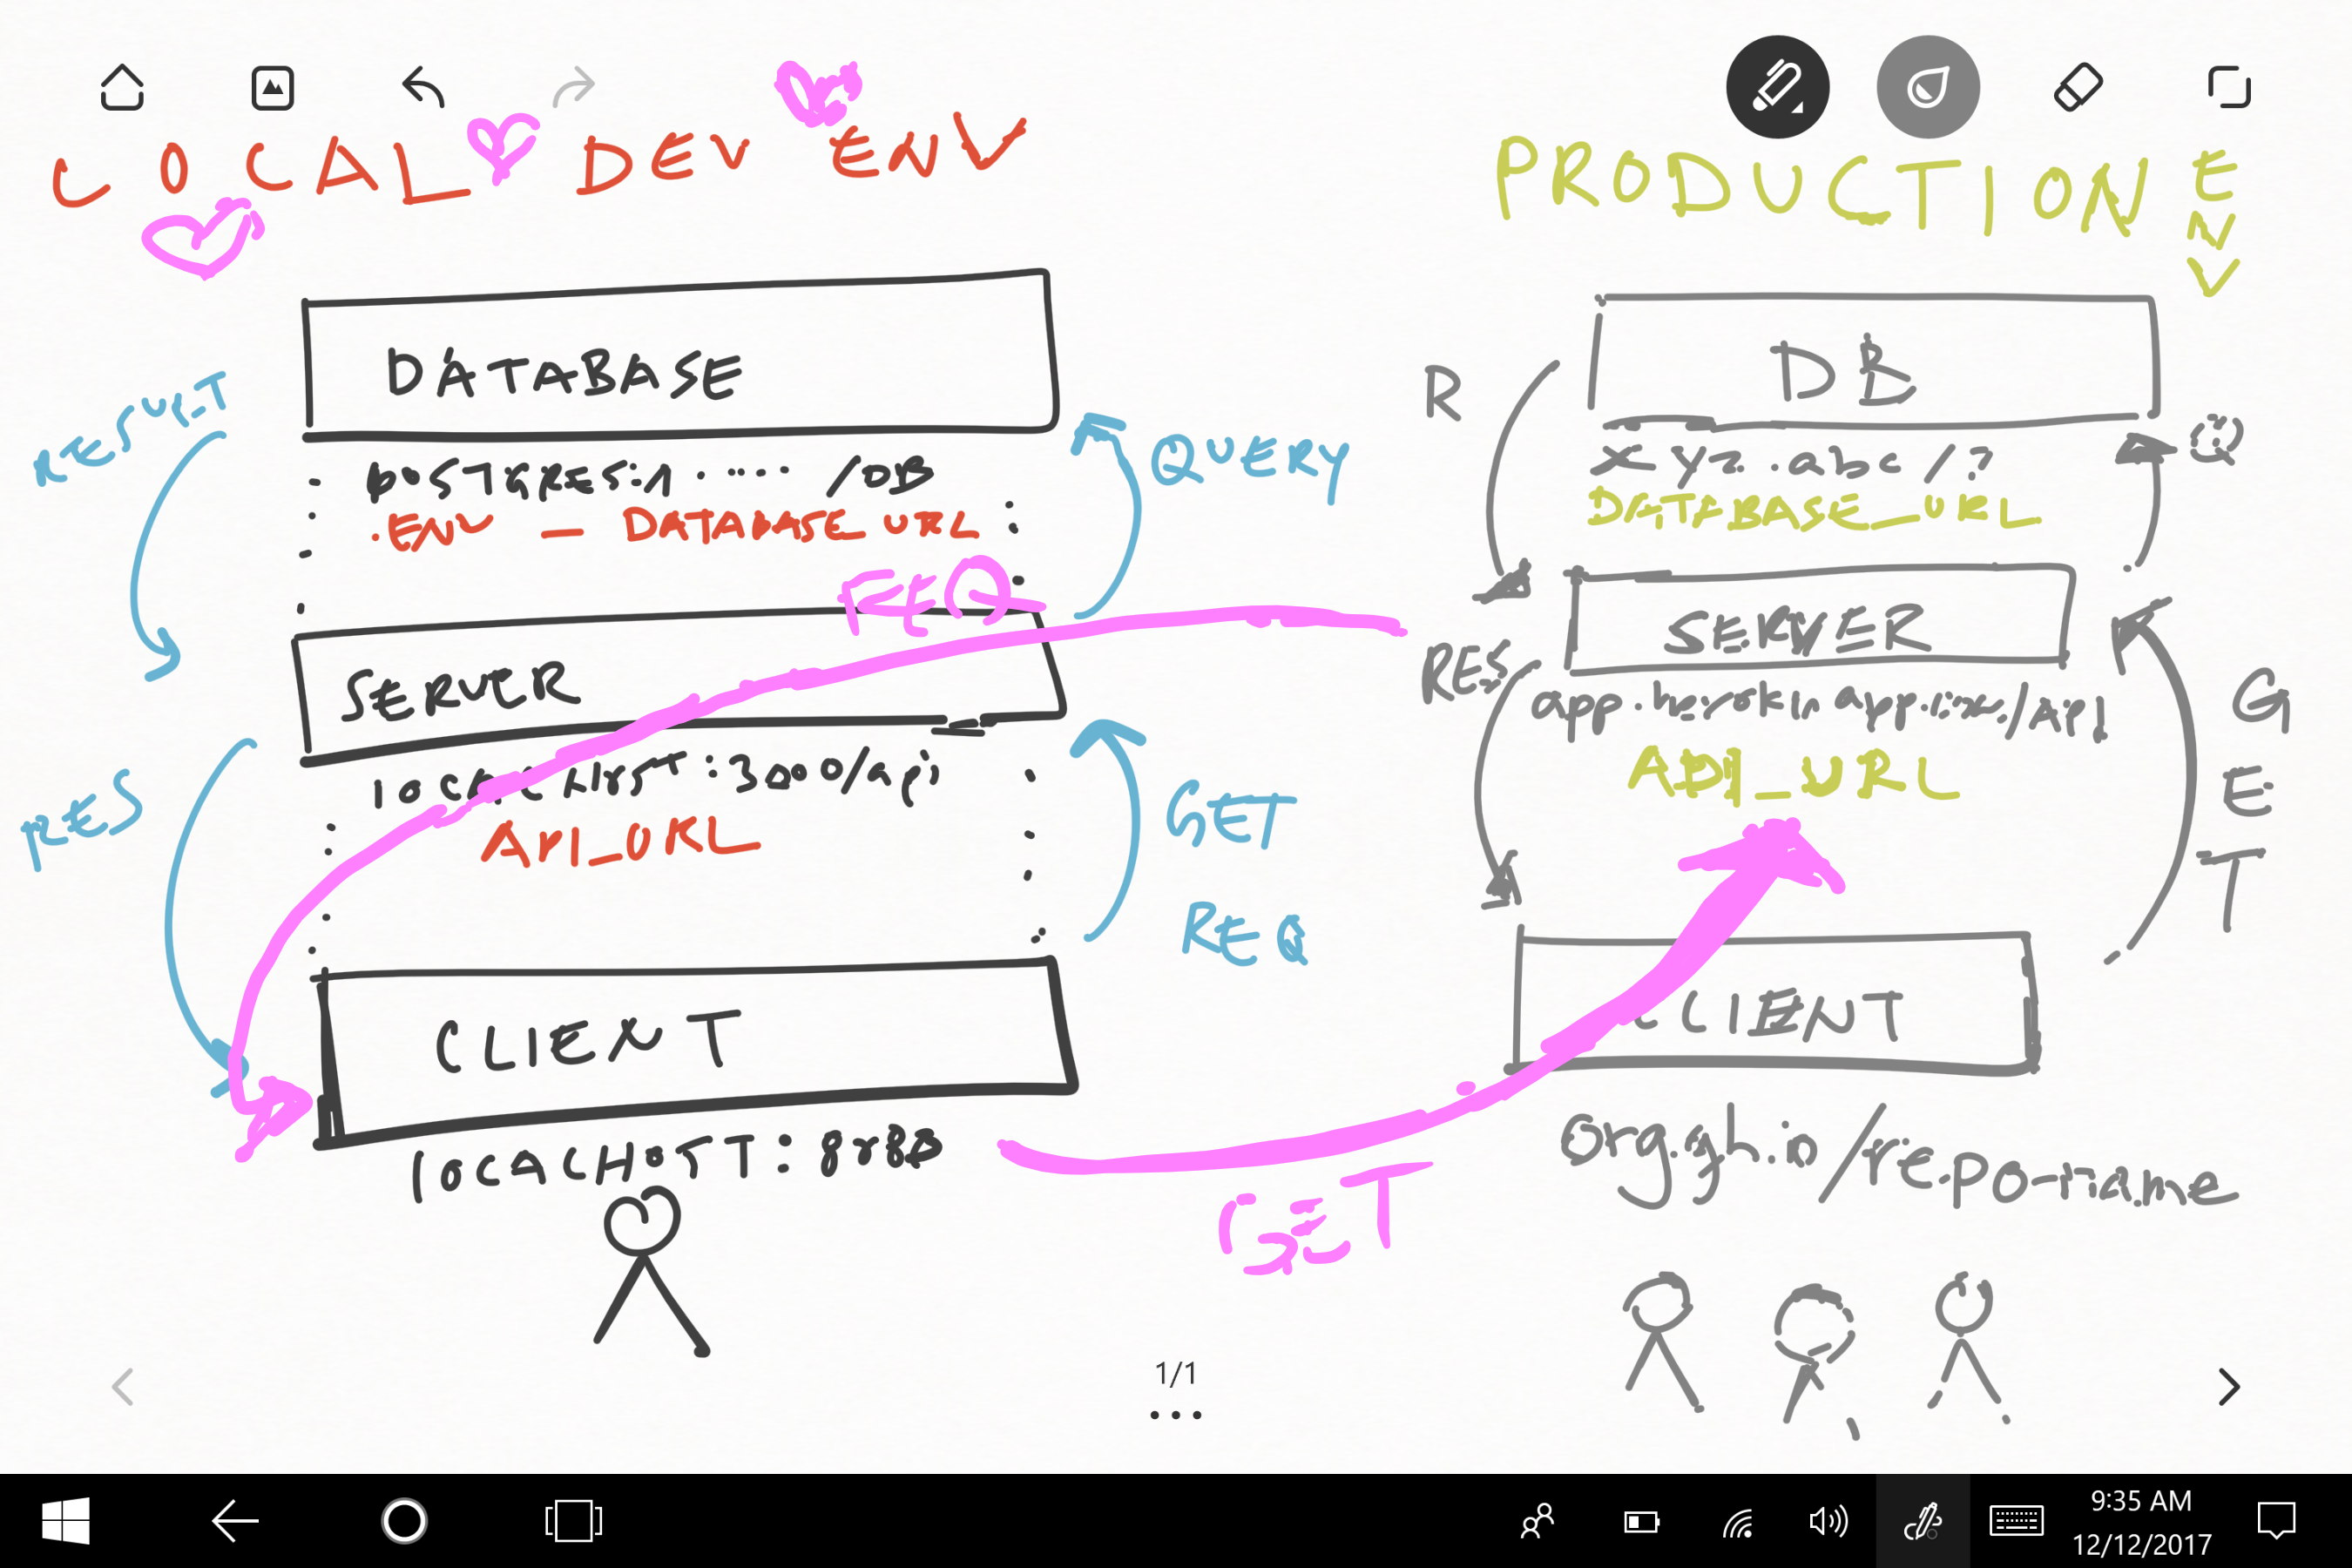 LOCAL DEV ENV
PRODUCTION ENV
DATABASE
RESULT
QUERY
POSTGRES:// ..... /DB
.ENV — DATABASE_URL
REQ
SERVER
RES
LOCALHOST:3000/api
API_URL
GET
REQ
CLIENT
LOCALHOST: 8080
GET
DB
R
Q
xyz.abc/?
DATABASE_URL
SERVER
RES
app.herokuapp.com/API
API_URL
GET
CLIENT
org.gh.io/repo-name
1/1
9:35 AM
12/12/2017